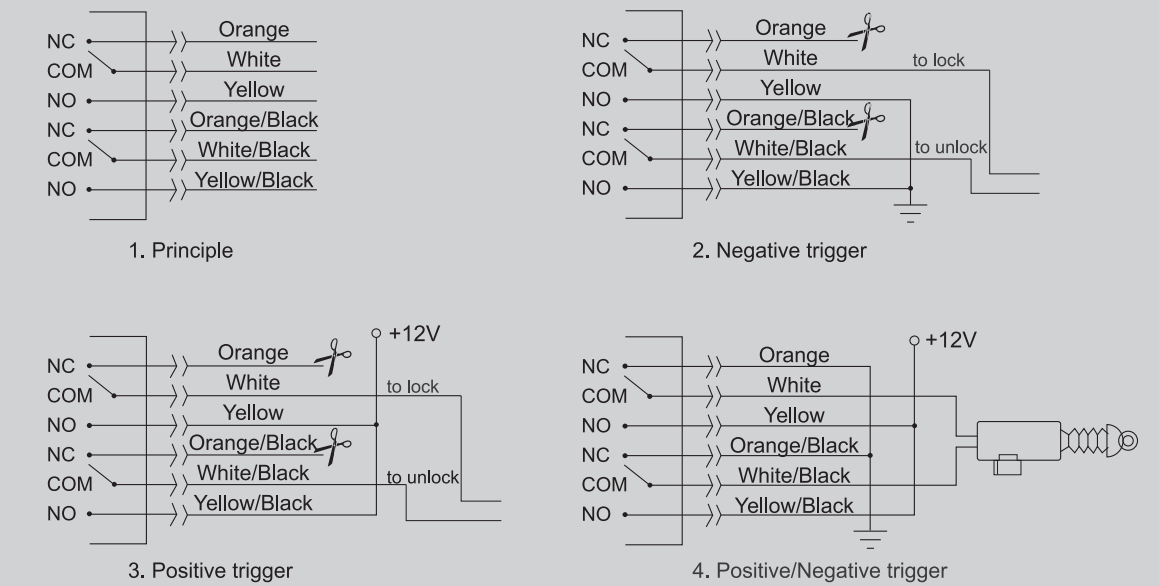 NC Orange
COM White
NO Yellow
NC Orange/Black
COM White/Black
NO Yellow/Black
1. Principle
NC Orange
COM White to lock
NO Yellow
NC Orange/Black
COM White/Black to unlock
NO Yellow/Black
2. Negative trigger
+12V
NC Orange
COM White to lock
NO Yellow
NC Orange/Black
COM White/Black to unlock
NO Yellow/Black
3. Positive trigger
+12V
NC Orange
COM White
NO Yellow
NC Orange/Black
COM White/Black
NO Yellow/Black
4. Positive/Negative trigger